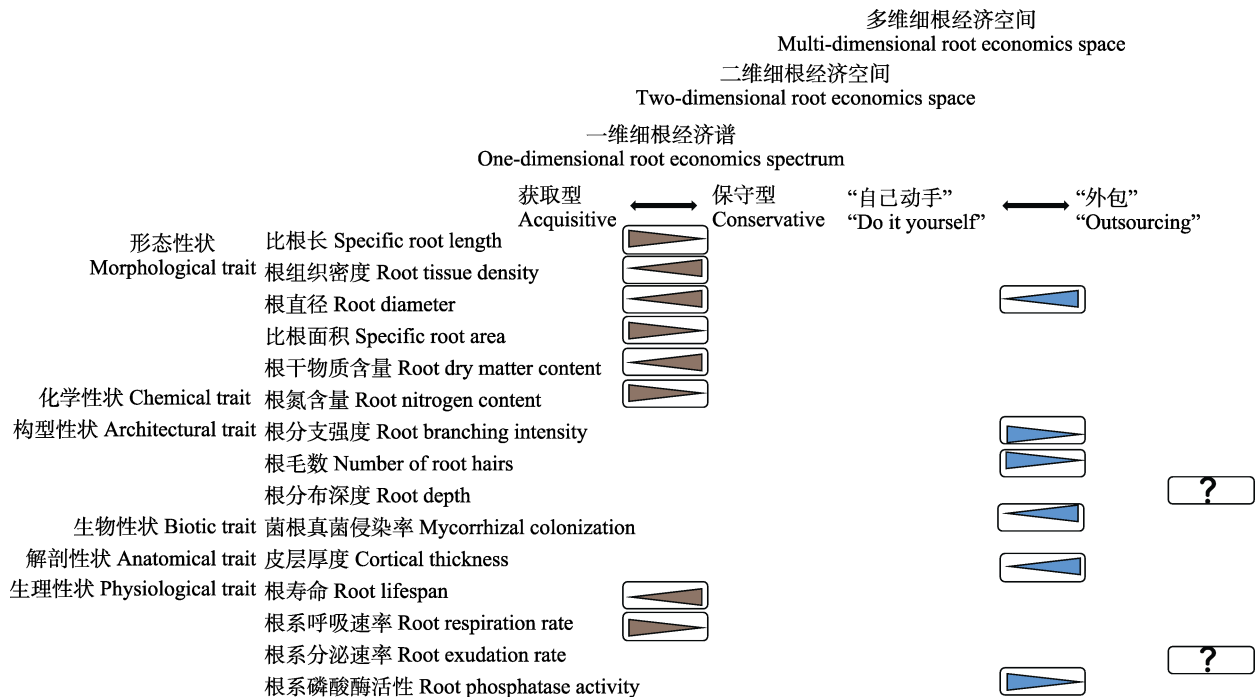 多维细根经济空间
Multi-dimensional root economics space
二维细根经济空间
Two-dimensional root economics space
一维细根经济谱
One-dimensional root economics spectrum
获取型 保守型 “自己动手” “外包”
Acquisitive Conservative “Do it yourself” “Outsourcing”
形态性状 比根长 Specific root length
Morphological trait 根组织密度 Root tissue density
根直径 Root diameter
比根面积 Specific root area
根干物质含量 Root dry matter content
化学性状 Chemical trait 根氮含量 Root nitrogen content
构型性状 Architectural trait 根分支强度 Root branching intensity
根毛数 Number of root hairs
根分布深度 Root depth ?
生物性状 Biotic trait 菌根真菌侵染率 Mycorrhizal colonization
解剖性状 Anatomical trait 皮层厚度 Cortical thickness
生理性状 Physiological trait 根寿命 Root lifespan
根系呼吸速率 Root respiration rate
根系分泌速率 Root exudation rate ?
根系磷酸酶活性 Root phosphatase activity